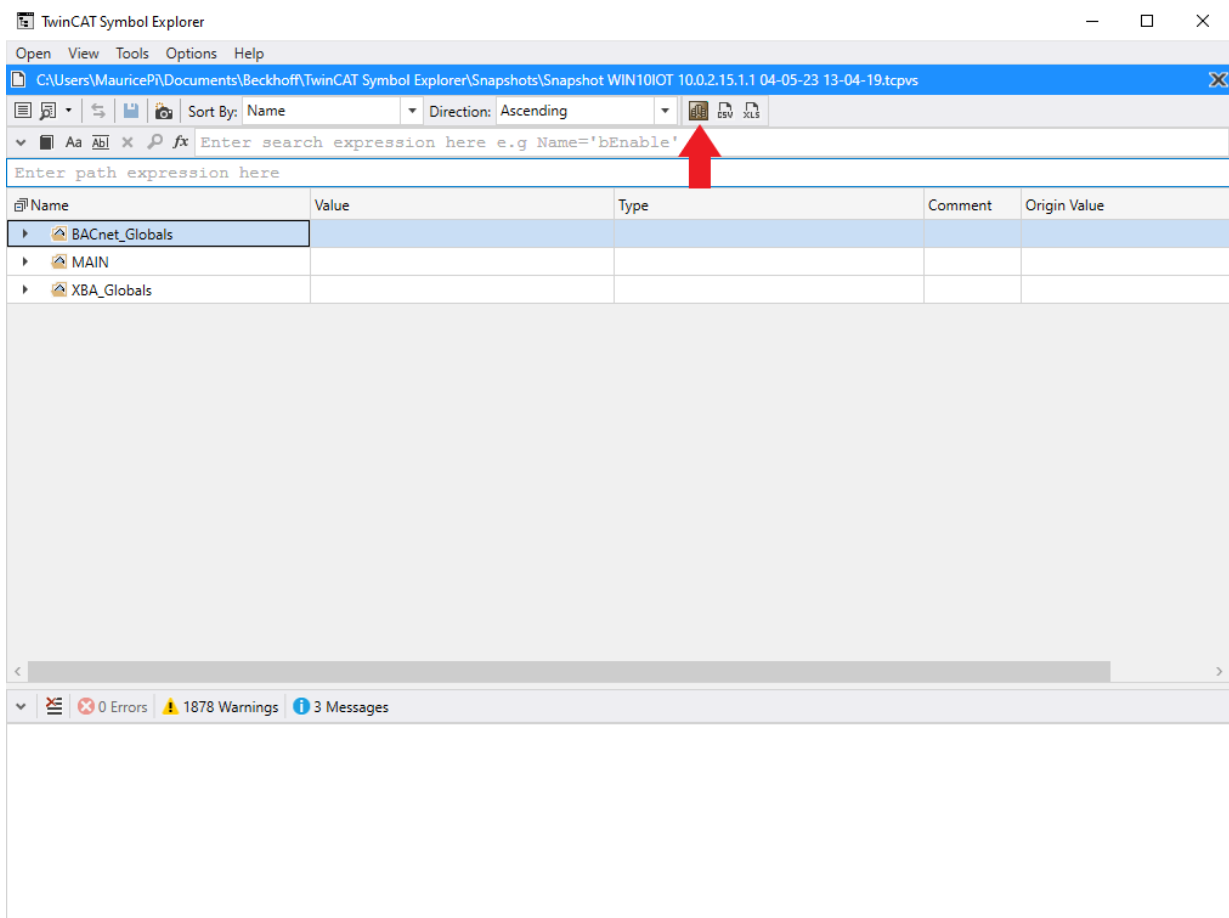 TwinCAT Symbol Explorer
Open View Tools Options Help
C:\Users\MauricePi\Documents\Beckhoff\TwinCAT Symbol Explorer\Snapshots\Snapshot WIN10IOT 10.0.2.15.1.1 04-05-23 13-04-19.tcpvs
Sort By: Name Direction: Ascending CSV XLS
Aa Abl fx Enter search expression here e.g Name='bEnable'
Enter path expression here
Name Value Type Comment Origin Value
BACnet_Globals
MAIN
XBA_Globals
0 Errors 1878 Warnings 3 Messages